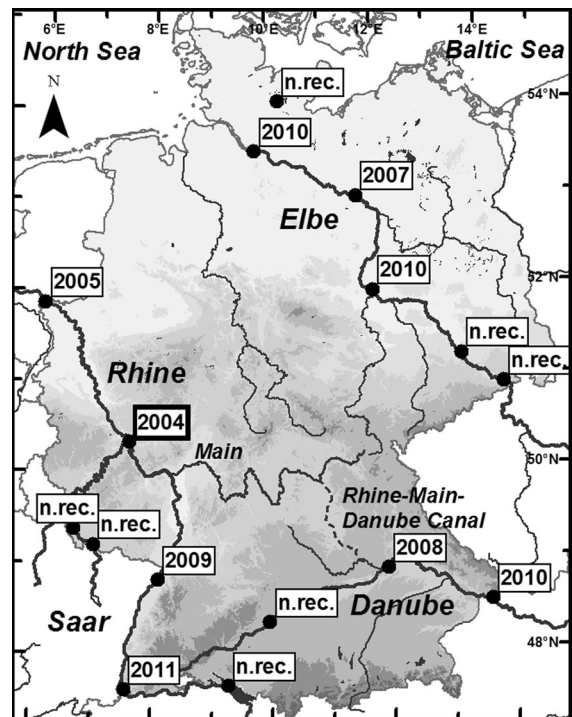 6°E 8°E 10°E 12°E 14°E
North Sea
Baltic Sea
N
n.rec.
54°N
2010
2007
Elbe
2005
2010
52°N
n.rec.
n.rec.
Rhine
2004
Main
50°N
n.rec.
n.rec.
Rhine-Main-
Danube Canal
2009
2008
2010
Saar
n.rec.
Danube
48°N
2011
n.rec.